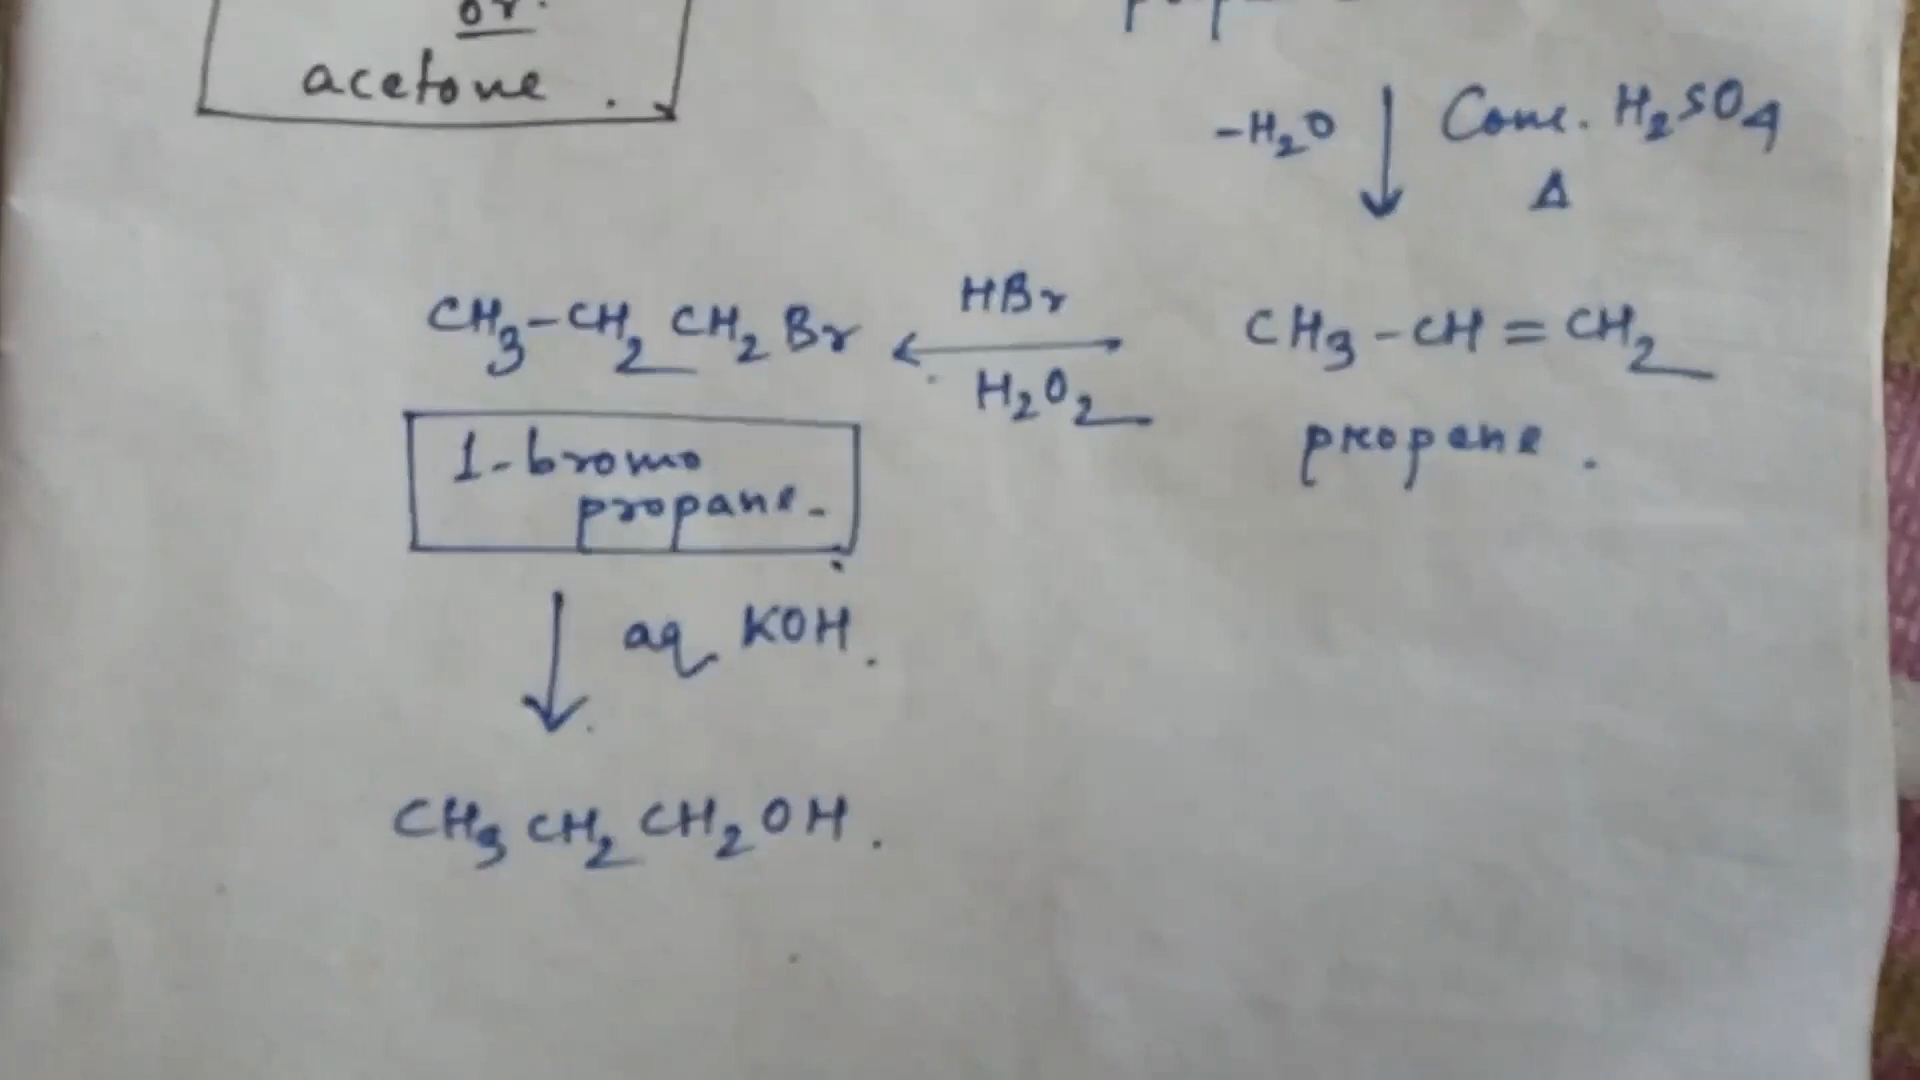 or.
acetone.
-H₂O Conc. H₂SO₄
Δ
CH₃-CH₂ CH₂ Br HBr CH₃-CH=CH₂
H₂O₂
1-bromo propene.
propane-
aq KOH.
CH₃ CH₂ CH₂ OH.